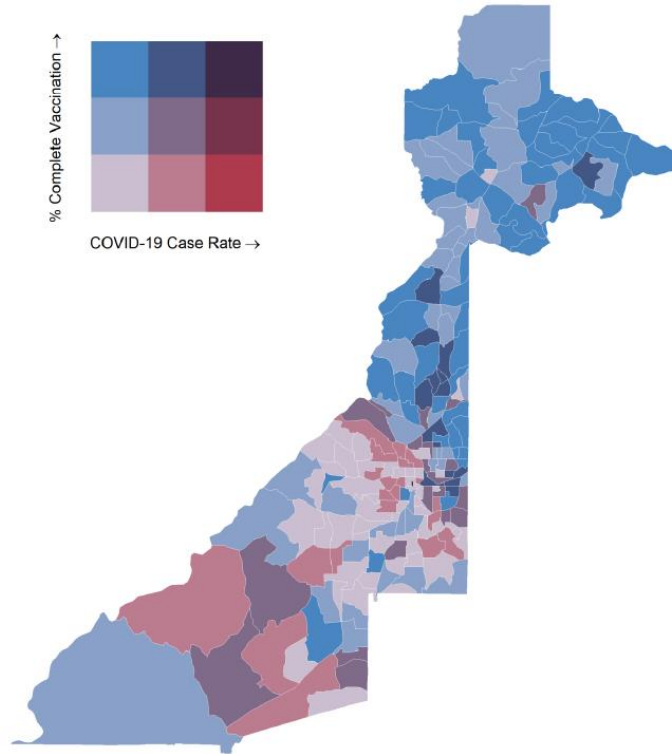 % Complete Vaccination →
COVID-19 Case Rate →